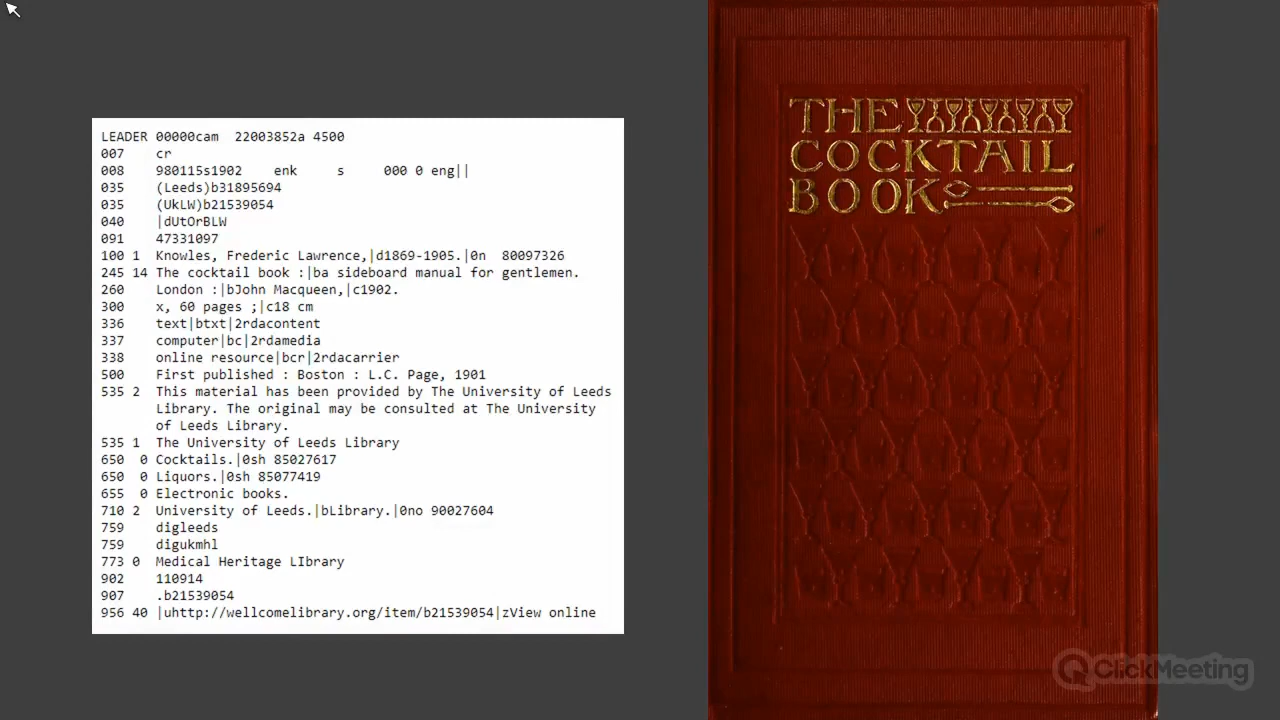 LEADER 00000cam  22003852a 4500
007    cr
008    980115s1902    enk     s     000 0 eng||
035    (Leeds)b31895694
035    (UkLW)b21539054
040    |dUtOrBLW
091    47331097
100 1  Knowles, Frederic Lawrence,|d1869-1905.|0n  80097326
245 14 The cocktail book :|ba sideboard manual for gentlemen.
260    London :|bJohn Macqueen,|c1902.
300    x, 60 pages ;|c18 cm
336    text|btxt|2rdacontent
337    computer|bc|2rdamedia
338    online resource|bcr|2rdacarrier
500    First published : Boston : L.C. Page, 1901
535 2  This material has been provided by The University of Leeds
Library. The original may be consulted at The University
of Leeds Library.
535 1  The University of Leeds Library
650  0 Cocktails.|0sh 85027617
650  0 Liquors.|0sh 85077419
655  0 Electronic books.
710 2  University of Leeds.|bLibrary.|0no 90027604
759    digleeds
759    digukmhl
773 0  Medical Heritage LIbrary
902    110914
907    .b21539054
956 40 |uhttp://wellcomelibrary.org/item/b21539054|zView online
THE
COCKTAIL
BOOK
ClickMeeting